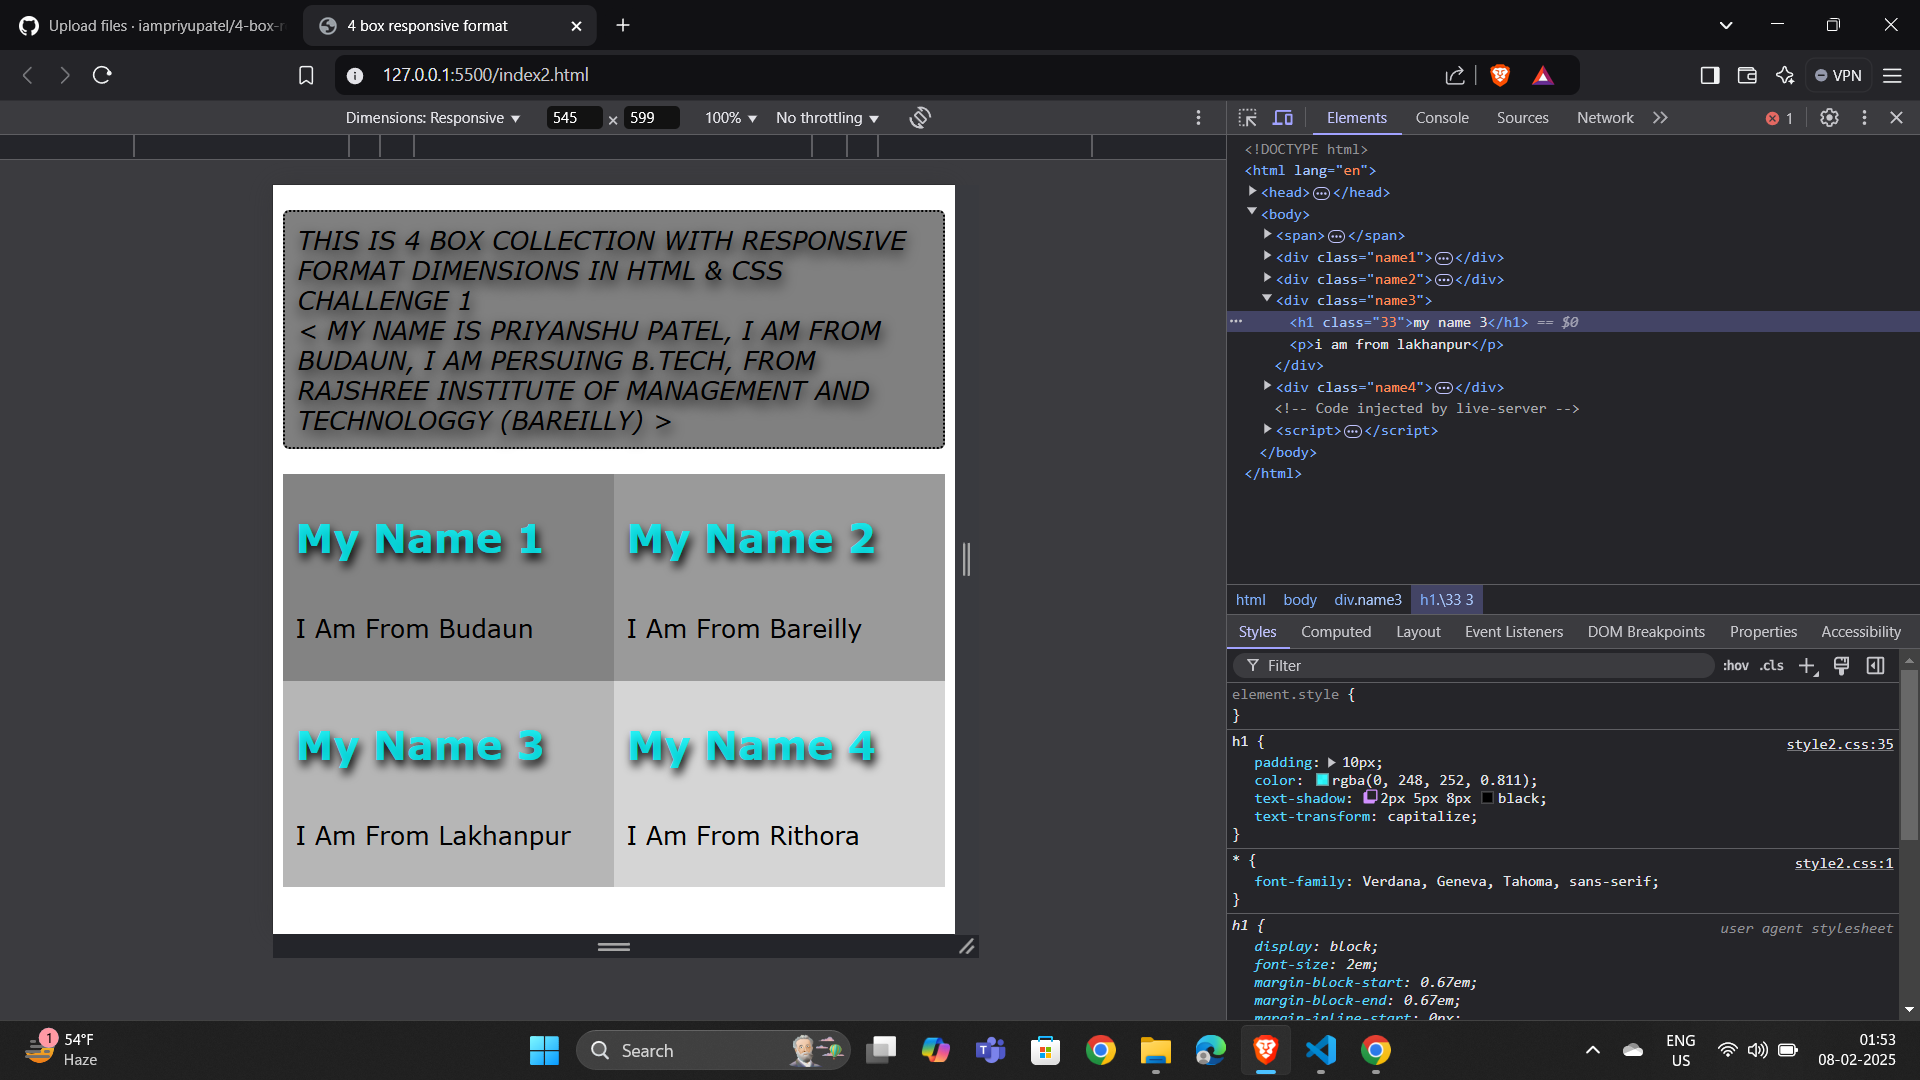 Upload files · iampriyupatel/4-box-r
4 box responsive format
127.0.0.1:5500/index2.html
VPN
Dimensions: Responsive
545 × 599
100%
No throttling
Elements
Console
Sources
Network
1
THIS IS 4 BOX COLLECTION WITH RESPONSIVE
FORMAT DIMENSIONS IN HTML & CSS
CHALLENGE 1
< MY NAME IS PRIYANSHU PATEL, I AM FROM
BUDAUN, I AM PERSUING B.TECH, FROM
RAJSHREE INSTITUTE OF MANAGEMENT AND
TECHNOLOGGY (BAREILLY) >
My Name 1
I Am From Budaun
My Name 2
I Am From Bareilly
My Name 3
I Am From Lakhanpur
My Name 4
I Am From Rithora
<!DOCTYPE html>
<html lang="en">
<head>…</head>
<body>
<span>…</span>
<div class="name1">…</div>
<div class="name2">…</div>
<div class="name3">
<h1 class="33">my name 3</h1> == $0
<p>i am from lakhanpur</p>
</div>
<div class="name4">…</div>
<!-- Code injected by live-server -->
<script>…</script>
</body>
</html>
html body div.name3 h1.\33 3
Styles Computed Layout Event Listeners DOM Breakpoints Properties Accessibility
Filter :hov .cls
element.style {
}
h1 { style2.css:35
padding: 10px;
color: rgba(0, 248, 252, 0.811);
text-shadow: 2px 5px 8px black;
text-transform: capitalize;
}
* { style2.css:1
font-family: Verdana, Geneva, Tahoma, sans-serif;
}
h1 { user agent stylesheet
display: block;
font-size: 2em;
margin-block-start: 0.67em;
margin-block-end: 0.67em;
margin-inline-start: 0px;
1
54°F
Haze
Search
ENG
US
01:53
08-02-2025